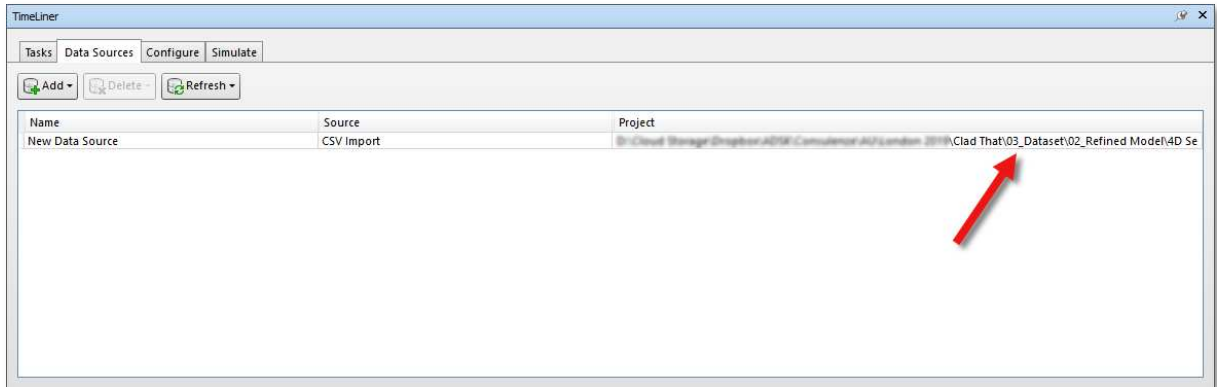 TimeLiner
Tasks Data Sources Configure Simulate
Add Delete Refresh
Name Source Project
New Data Source CSV Import \Clad That\03_Dataset\02_Refined Model\4D Se